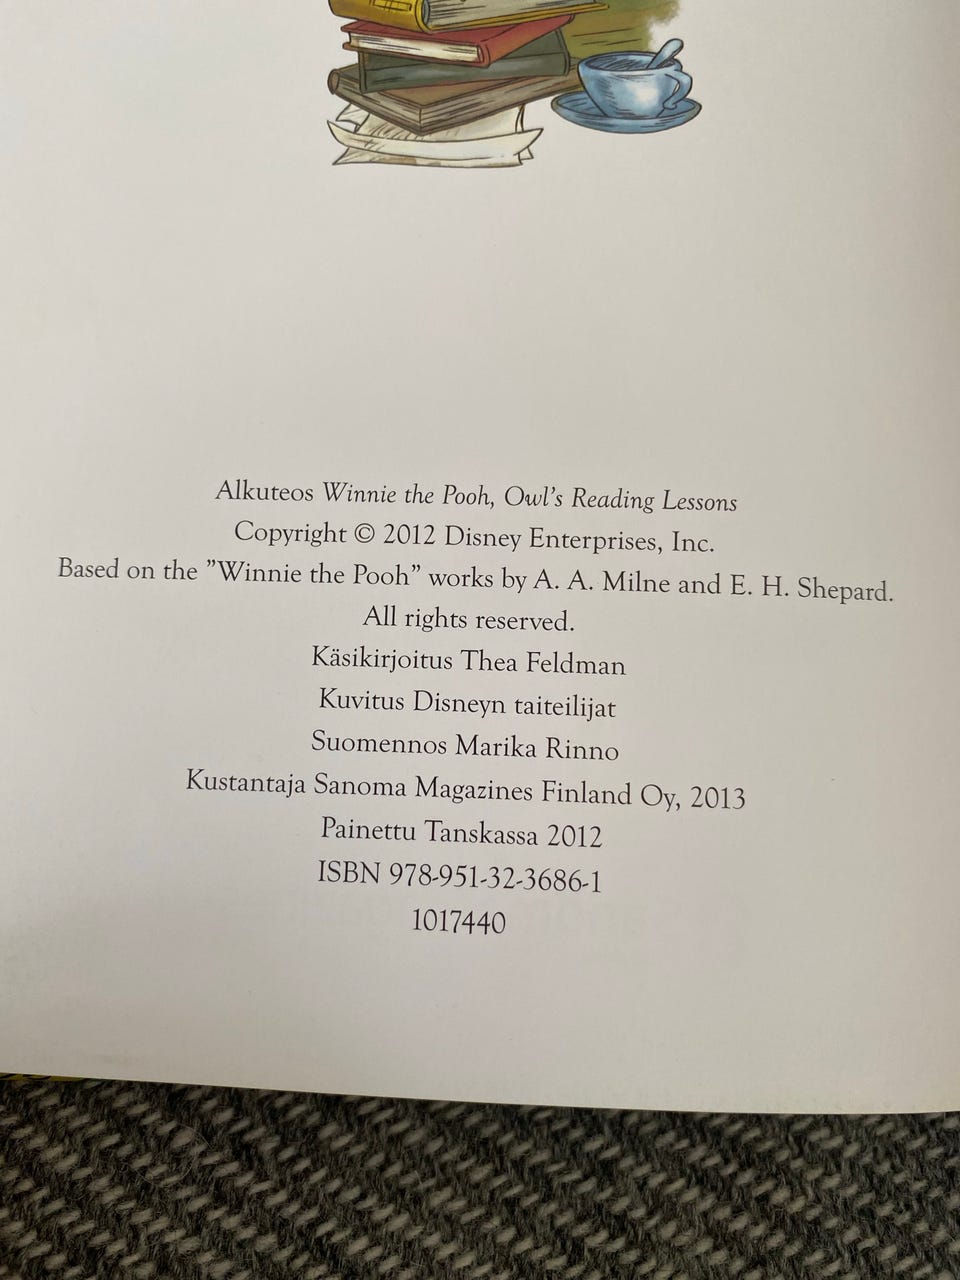 Alkuteos Winnie the Pooh, Owl's Reading Lessons
Copyright © 2012 Disney Enterprises, Inc.
Based on the ”Winnie the Pooh” works by A. A. Milne and E. H. Shepard.
All rights reserved.
Käsikirjoitus Thea Feldman
Kuvitus Disneyn taiteilijat
Suomennos Marika Rinno
Kustantaja Sanoma Magazines Finland Oy, 2013
Painettu Tanskassa 2012
ISBN 978-951-32-3686-1
1017440